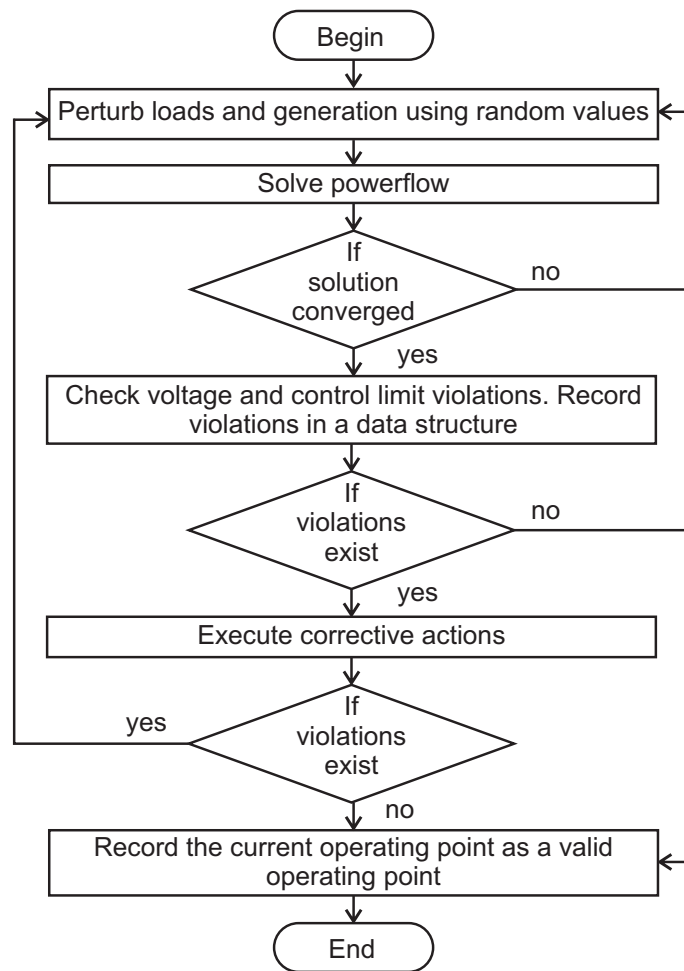 Begin
Perturb loads and generation using random values
Solve powerflow
If
solution
converged
no
yes
Check voltage and control limit violations. Record
violations in a data structure
If
violations
exist
no
yes
Execute corrective actions
If
violations
exist
yes
no
Record the current operating point as a valid
operating point
End